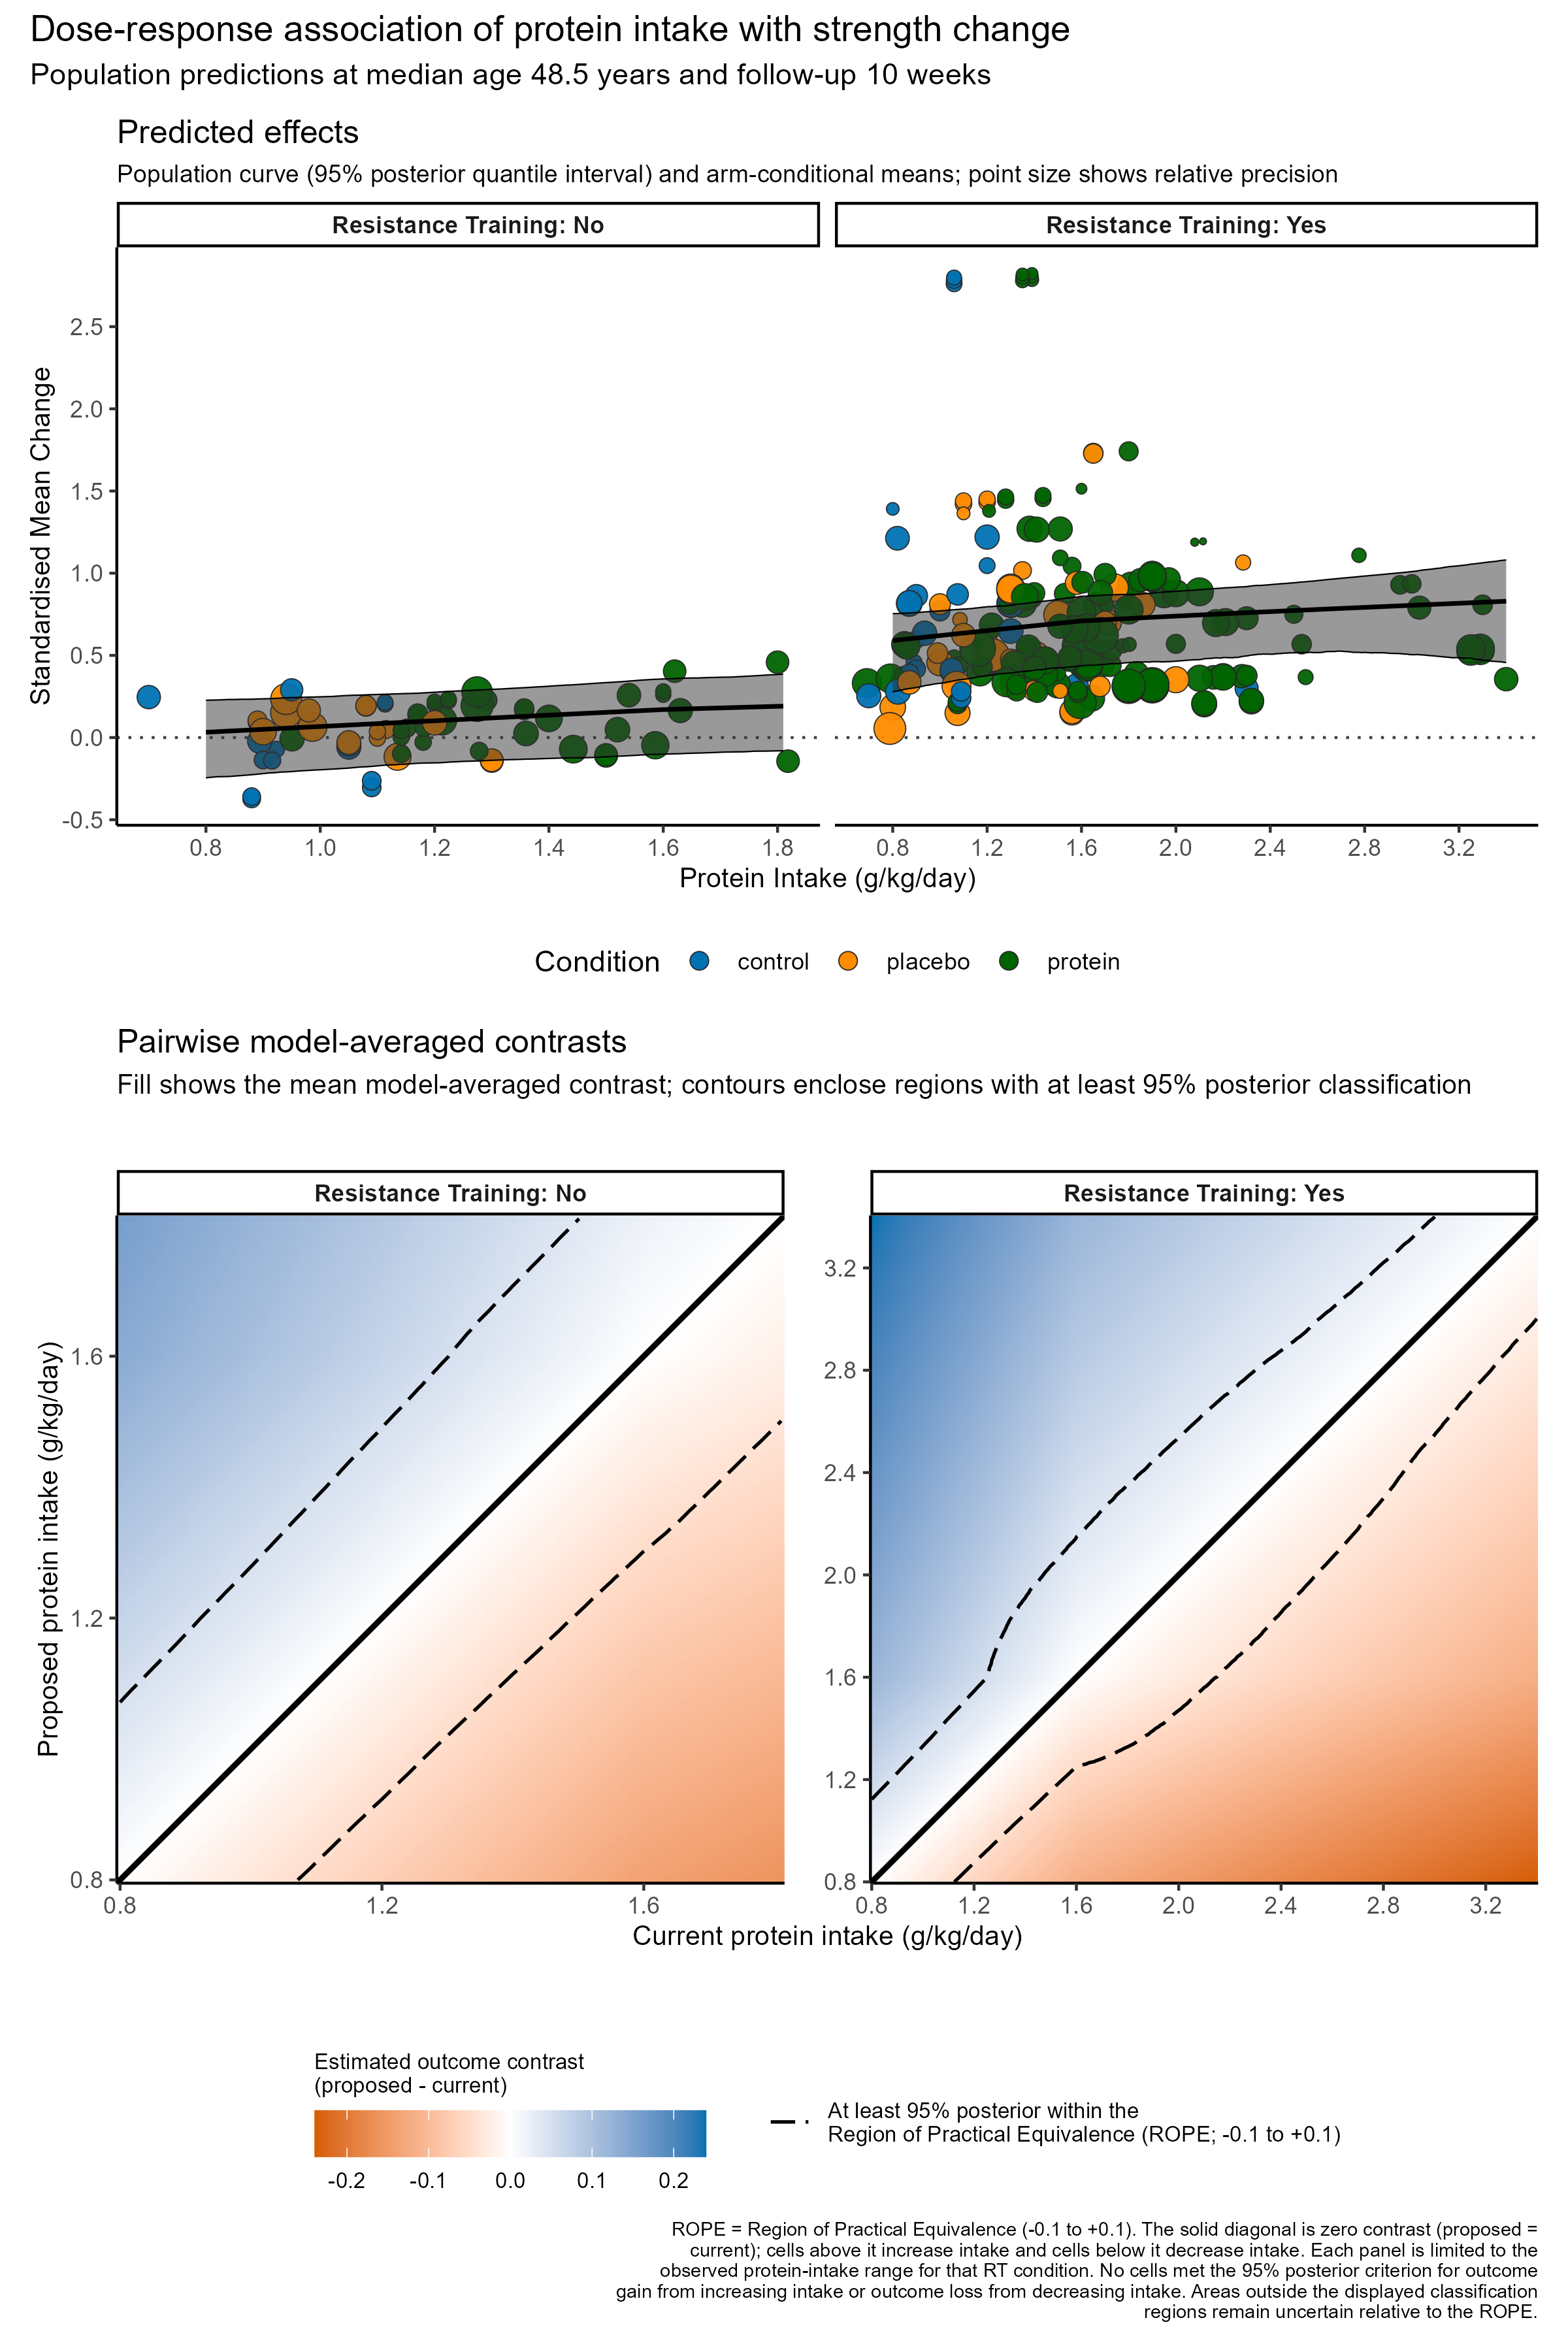 Dose-response association of protein intake with strength change
Population predictions at median age 48.5 years and follow-up 10 weeks
Predicted effects
Population curve (95% posterior quantile interval) and arm-conditional means; point size shows relative precision
Resistance Training: No
Resistance Training: Yes
Standardised Mean Change
2.5
2.0
1.5
1.0
0.5
0.0
-0.5
0.8 1.0 1.2 1.4 1.6 1.8
0.8 1.2 1.6 2.0 2.4 2.8 3.2
Protein Intake (g/kg/day)
Condition control placebo protein
Pairwise model-averaged contrasts
Fill shows the mean model-averaged contrast; contours enclose regions with at least 95% posterior classification
Resistance Training: No
Resistance Training: Yes
Proposed protein intake (g/kg/day)
1.6
1.2
0.8
0.8 1.2 1.6
3.2
2.8
2.4
2.0
1.6
1.2
0.8
0.8 1.2 1.6 2.0 2.4 2.8 3.2
Current protein intake (g/kg/day)
Estimated outcome contrast
(proposed - current)
-0.2 -0.1 0.0 0.1 0.2
At least 95% posterior within the
Region of Practical Equivalence (ROPE; -0.1 to +0.1)
ROPE = Region of Practical Equivalence (-0.1 to +0.1). The solid diagonal is zero contrast (proposed =
current); cells above it increase intake and cells below it decrease intake. Each panel is limited to the
observed protein-intake range for that RT condition. No cells met the 95% posterior criterion for outcome
gain from increasing intake or outcome loss from decreasing intake. Areas outside the displayed classification
regions remain uncertain relative to the ROPE.